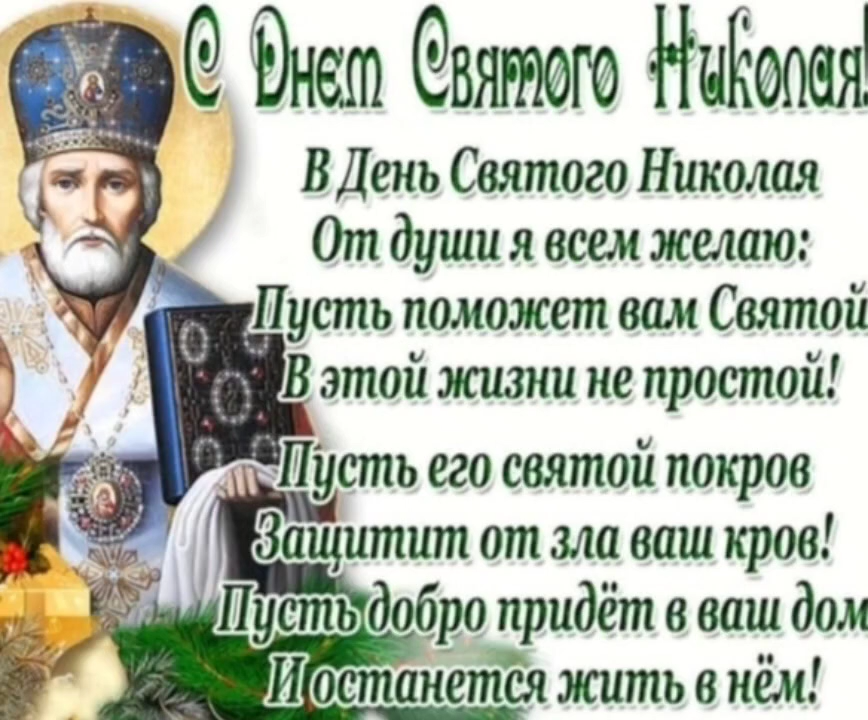 С Днем Святого Николая!
В День Святого Николая
От души я всем желаю:
Пусть поможет вам Святой
В этой жизни не простой!
Пусть его святой покров
Защитит от зла ваш кров!
Пусть добро придёт в ваш дом
И останется жить в нём!